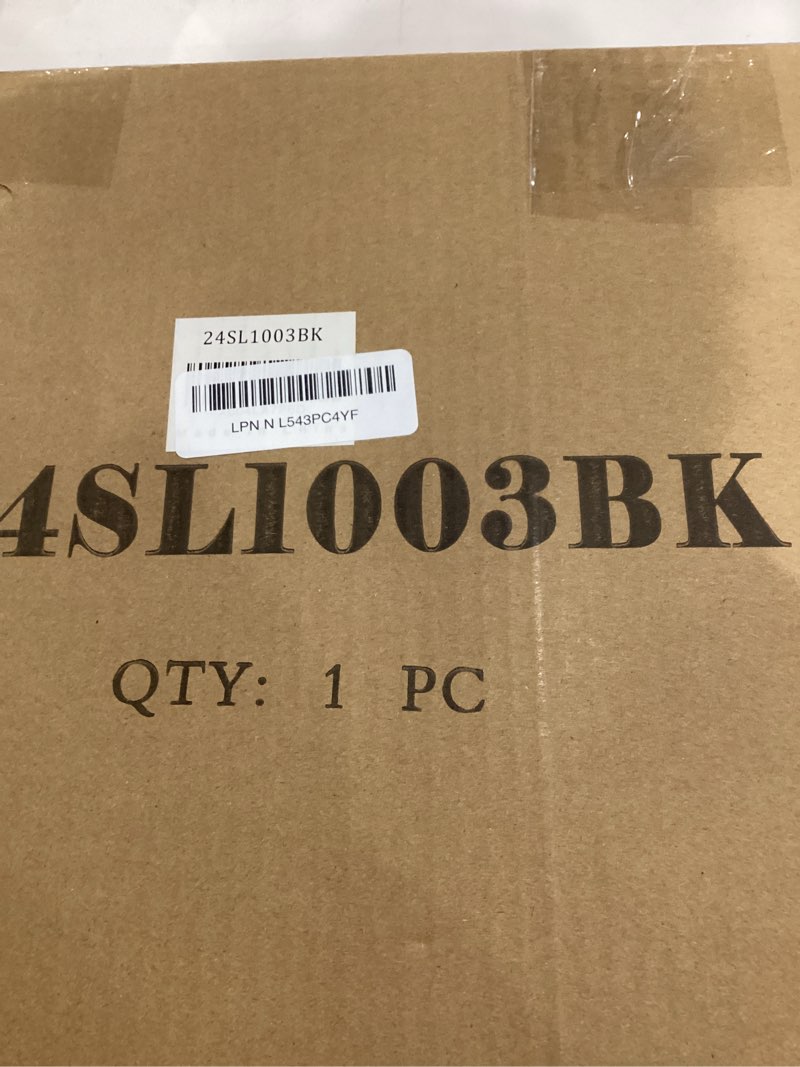 24SL1003BK
LPN N L543PC4YF
4SL1003BK
QTY: 1 PC